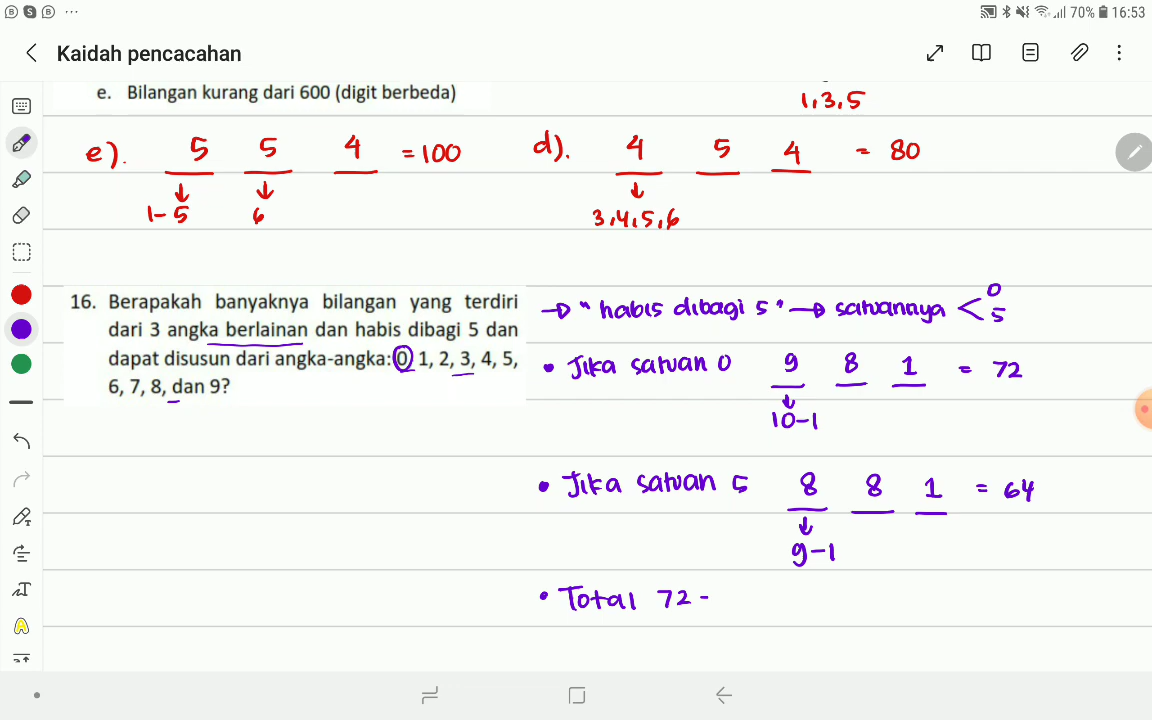 70% 16:53
Kaidah pencacahan
e. Bilangan kurang dari 600 (digit berbeda)
1,3,5
e). 5 5 4 = 100
1-5 6
d). 4 5 4 = 80
3,4,5,6
16. Berapakah banyaknya bilangan yang terdiri
dari 3 angka berlainan dan habis dibagi 5 dan
dapat disusun dari angka-angka: 0, 1, 2, 3, 4, 5,
6, 7, 8, dan 9?
→ "habis dibagi 5" → satuannya < 0
5
• Jika satuan 0 9 8 1 = 72
↓
10-1
• Jika satuan 5 8 8 1 = 64
↓
9-1
• Total 72 -